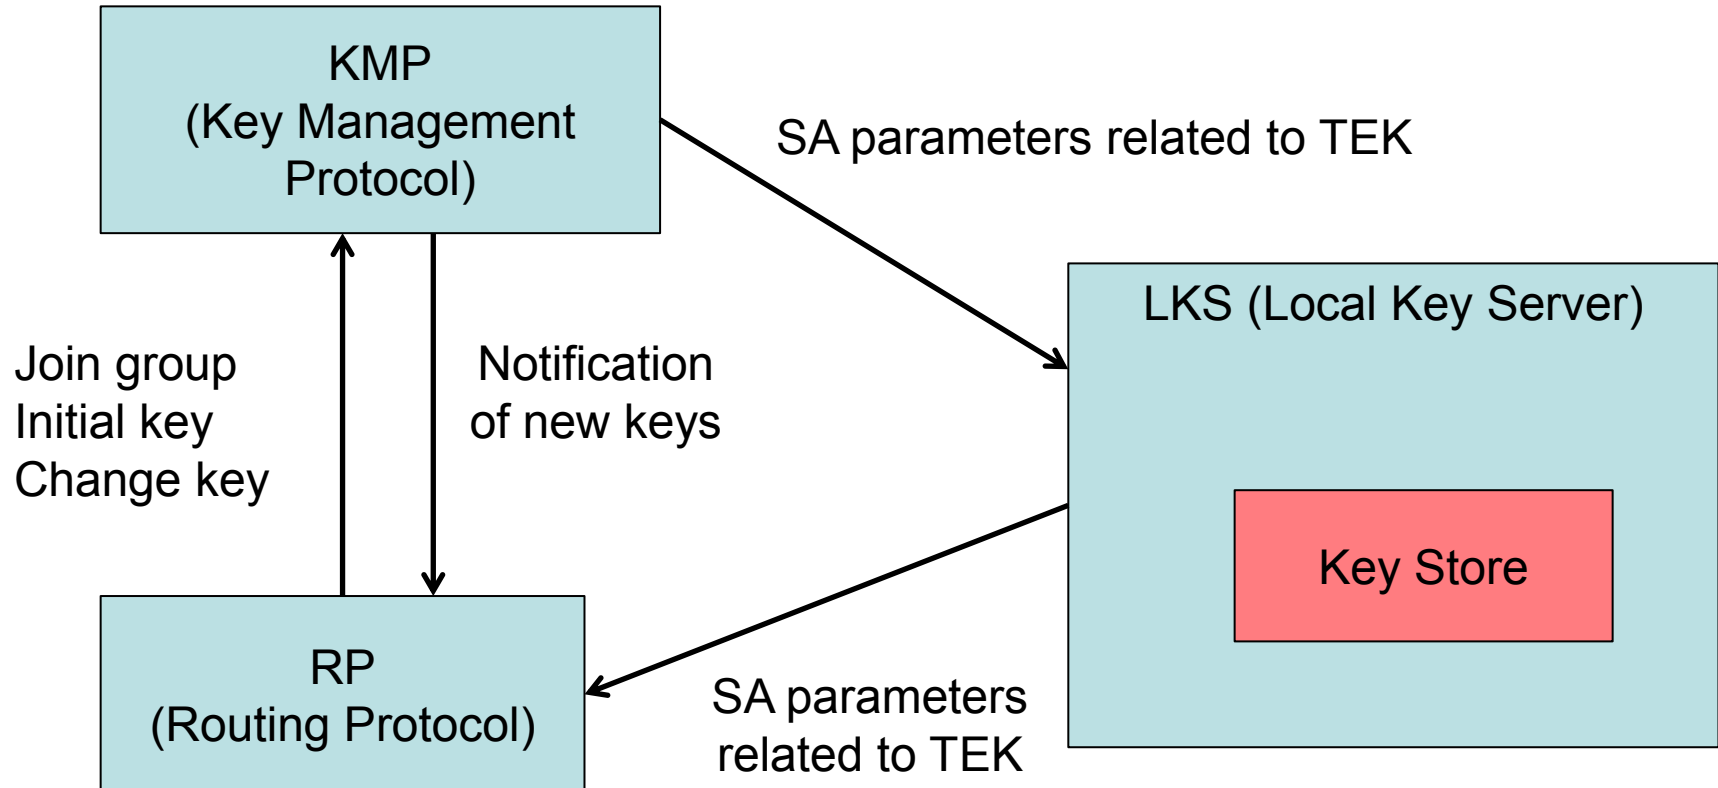 KMP
(Key Management
Protocol)
SA parameters related to TEK
LKS (Local Key Server)
Join group
Initial key
Change key
Notification
of new keys
Key Store
RP
(Routing Protocol)
SA parameters
related to TEK